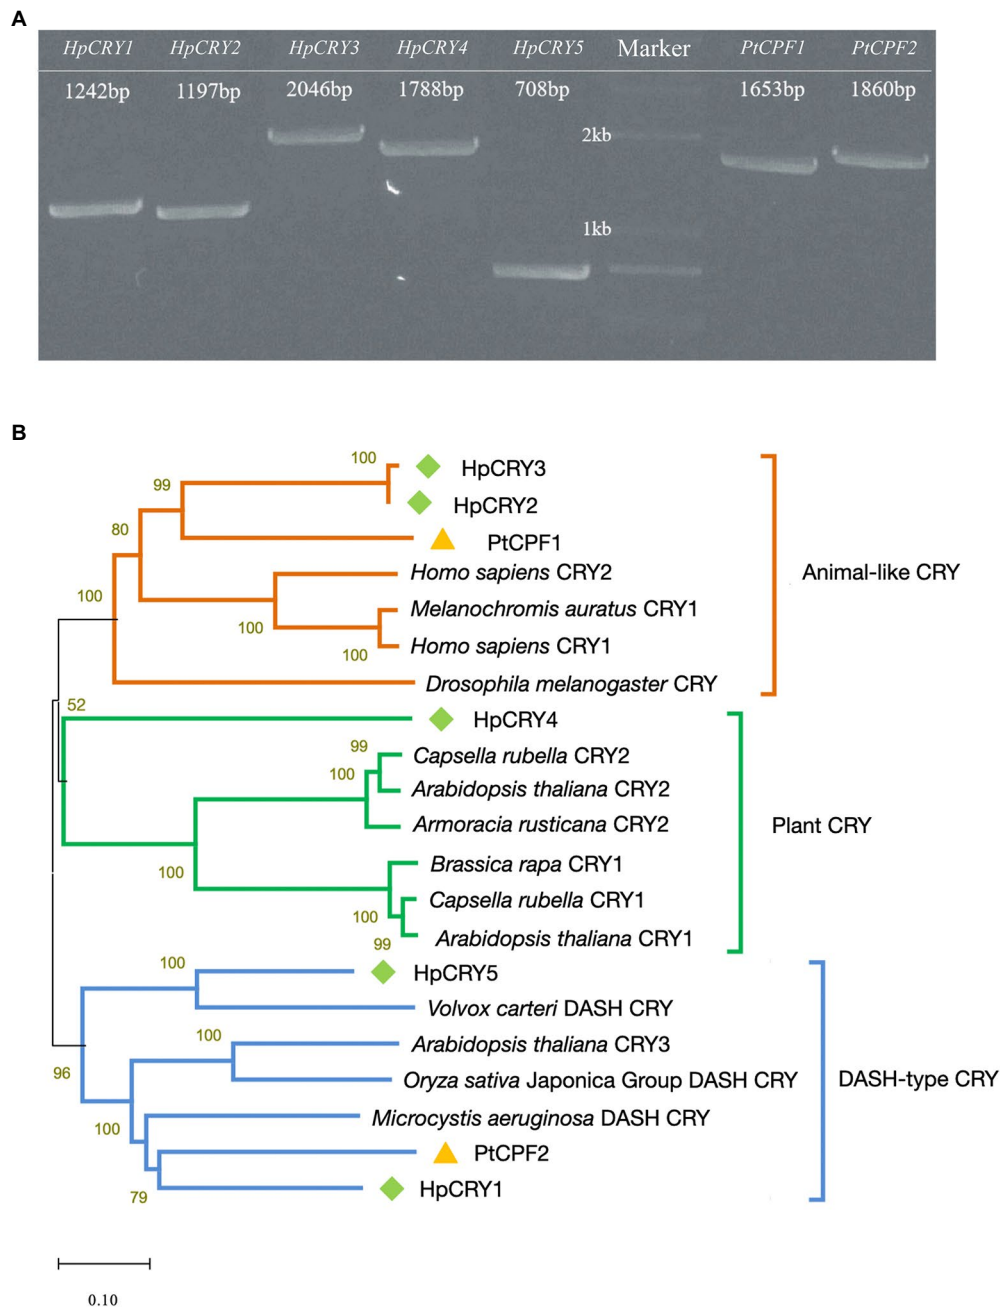 A
HpCRY1 HpCRY2 HpCRY3 HpCRY4 HpCRY5 Marker PtCPF1 PtCPF2
1242bp 1197bp 2046bp 1788bp 708bp 1653bp 1860bp
2kb
1kb
B
100
HpCRY3
99
HpCRY2
80
PtCPF1
Homo sapiens CRY2
Animal-like CRY
100
Melanochromis auratus CRY1
100
Homo sapiens CRY1
100
Drosophila melanogaster CRY
52
HpCRY4
99
Capsella rubella CRY2
100
Arabidopsis thaliana CRY2
Armoracia rusticana CRY2
Plant CRY
Brassica rapa CRY1
100
Capsella rubella CRY1
100
Arabidopsis thaliana CRY1
99
100
HpCRY5
Volvox carteri DASH CRY
100
Arabidopsis thaliana CRY3
96
Oryza sativa Japonica Group DASH CRY
DASH-type CRY
Microcystis aeruginosa DASH CRY
100
PtCPF2
HpCRY1
79
0.10